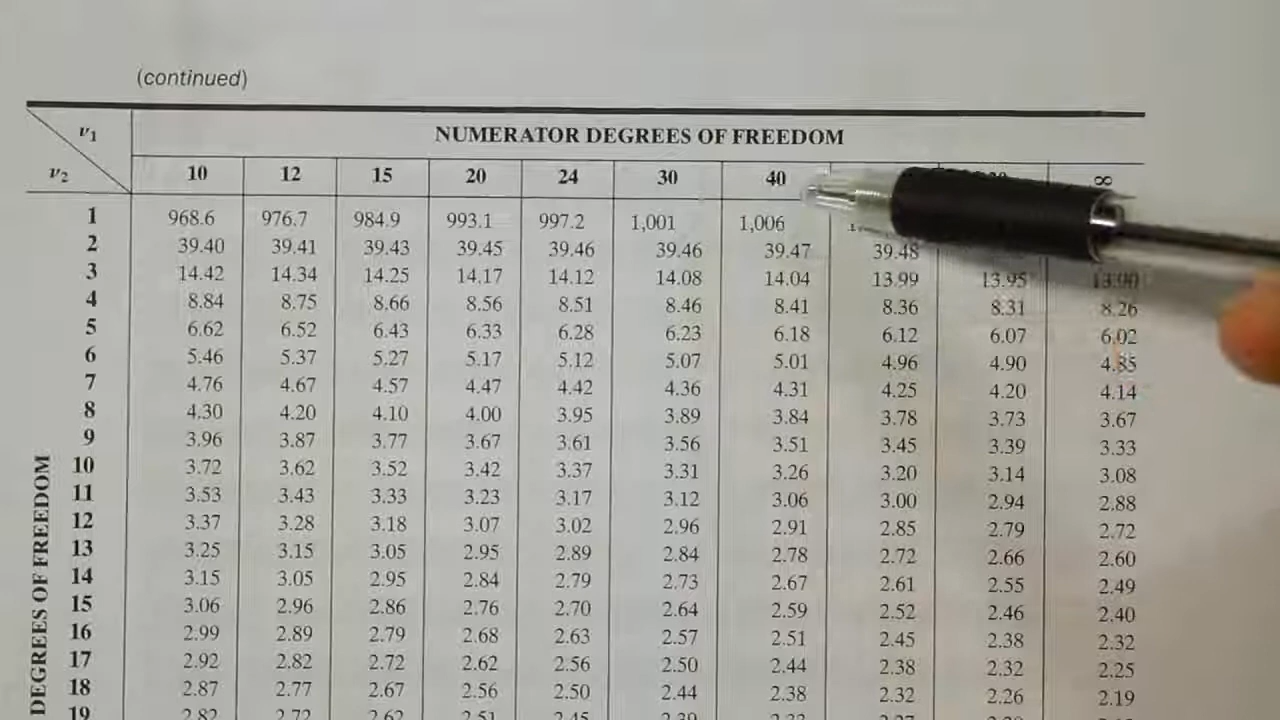 (continued)
ν1 NUMERATOR DEGREES OF FREEDOM
ν2 10 12 15 20 24 30 40 ∞
1 968.6 976.7 984.9 993.1 997.2 1,001 1,006
2 39.40 39.41 39.43 39.45 39.46 39.46 39.47 39.48
3 14.42 14.34 14.25 14.17 14.12 14.08 14.04 13.99 13.95 13.90
4 8.84 8.75 8.66 8.56 8.51 8.46 8.41 8.36 8.31 8.26
5 6.62 6.52 6.43 6.33 6.28 6.23 6.18 6.12 6.07 6.02
6 5.46 5.37 5.27 5.17 5.12 5.07 5.01 4.96 4.90 4.85
7 4.76 4.67 4.57 4.47 4.42 4.36 4.31 4.25 4.20 4.14
8 4.30 4.20 4.10 4.00 3.95 3.89 3.84 3.78 3.73 3.67
9 3.96 3.87 3.77 3.67 3.61 3.56 3.51 3.45 3.39 3.33
10 3.72 3.62 3.52 3.42 3.37 3.31 3.26 3.20 3.14 3.08
11 3.53 3.43 3.33 3.23 3.17 3.12 3.06 3.00 2.94 2.88
12 3.37 3.28 3.18 3.07 3.02 2.96 2.91 2.85 2.79 2.72
13 3.25 3.15 3.05 2.95 2.89 2.84 2.78 2.72 2.66 2.60
14 3.15 3.05 2.95 2.84 2.79 2.73 2.67 2.61 2.55 2.49
15 3.06 2.96 2.86 2.76 2.70 2.64 2.59 2.52 2.46 2.40
16 2.99 2.89 2.79 2.68 2.63 2.57 2.51 2.45 2.38 2.32
17 2.92 2.82 2.72 2.62 2.56 2.50 2.44 2.38 2.32 2.25
18 2.87 2.77 2.67 2.56 2.50 2.44 2.38 2.32 2.26 2.19
19 2.82 2.72 2.62 2.51 2.45 2.39
DEGREES OF FREEDOM